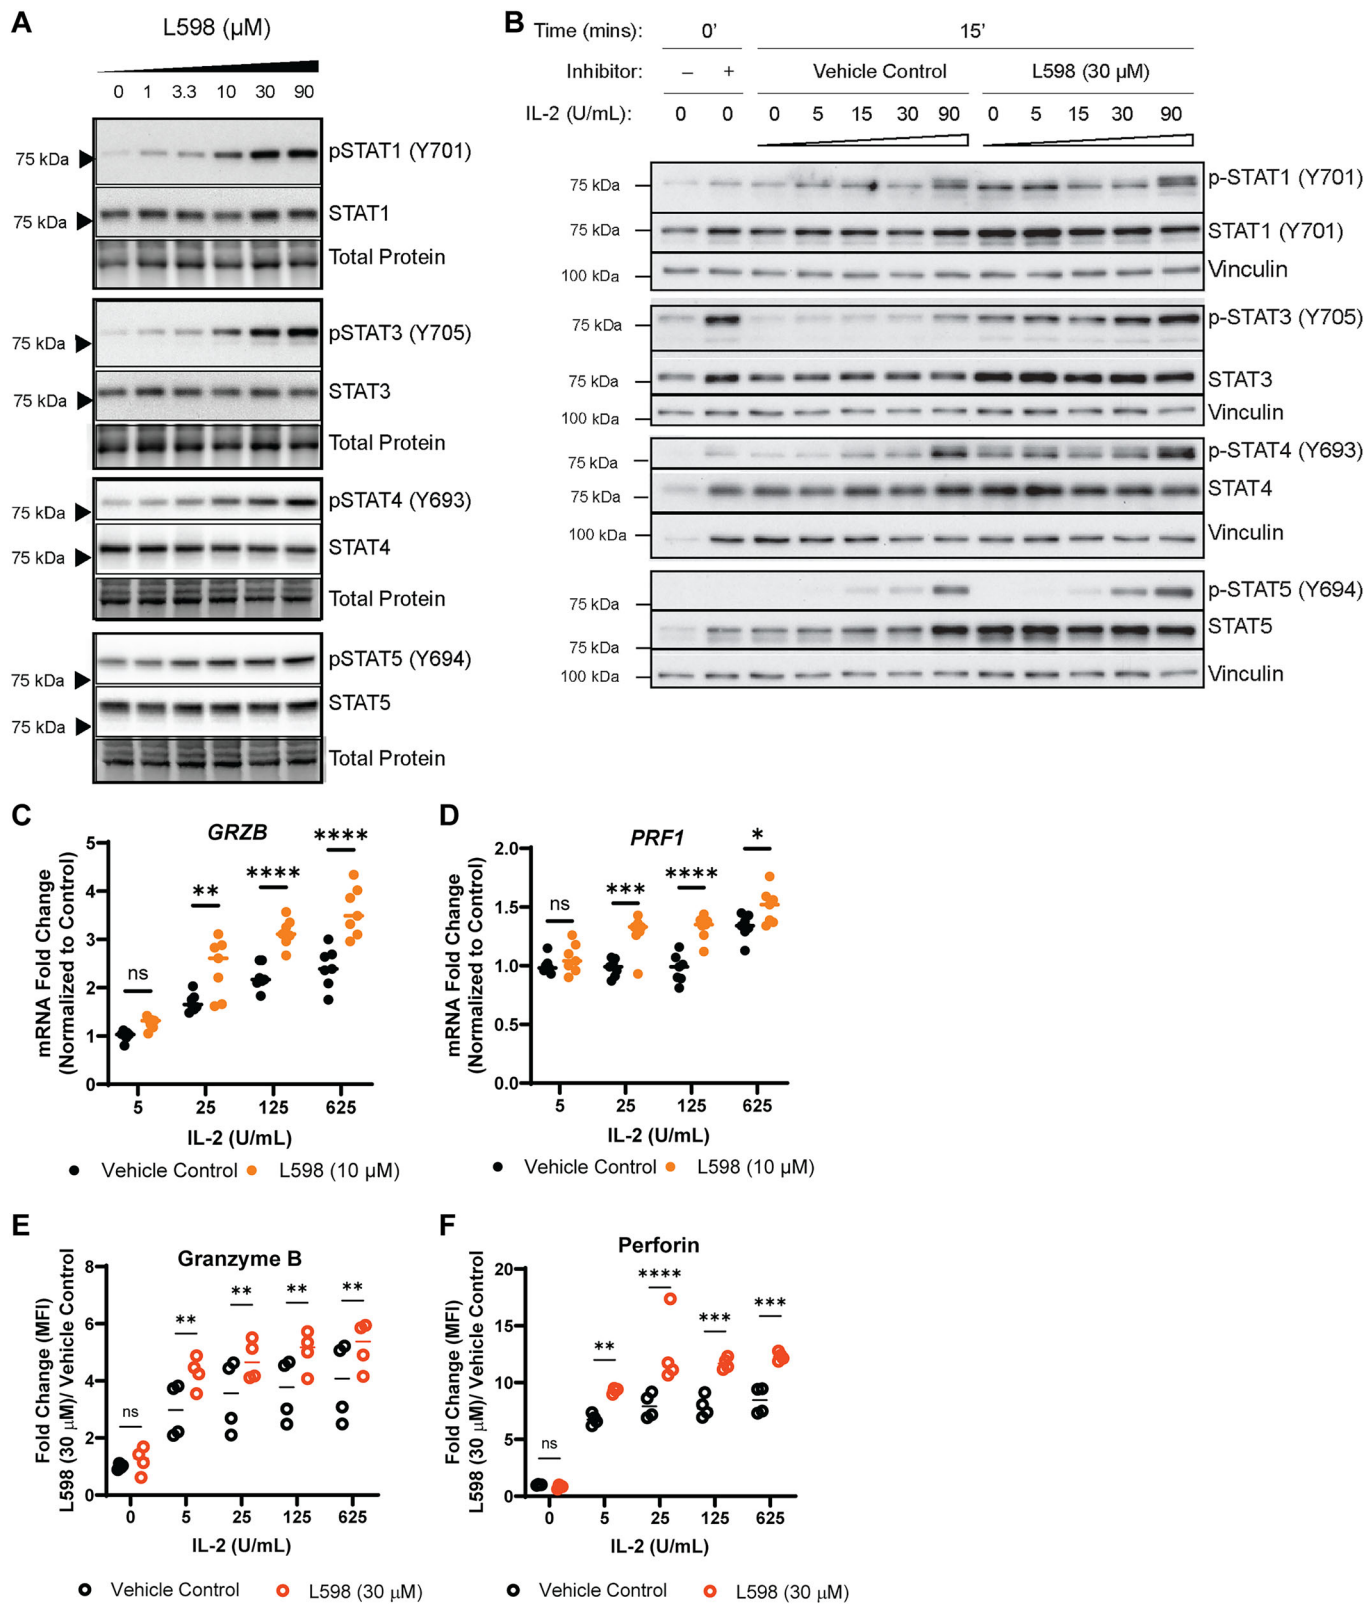 A
L598 (µM)
0 1 3.3 10 30 90
75 kDa
pSTAT1 (Y701)
75 kDa
STAT1
Total Protein
75 kDa
pSTAT3 (Y705)
75 kDa
STAT3
Total Protein
75 kDa
pSTAT4 (Y693)
75 kDa
STAT4
Total Protein
75 kDa
pSTAT5 (Y694)
75 kDa
STAT5
Total Protein
B
Time (mins): 0' 15'
Inhibitor: – + Vehicle Control L598 (30 µM)
IL-2 (U/mL): 0 0 0 5 15 30 90 0 5 15 30 90
75 kDa p-STAT1 (Y701)
75 kDa STAT1 (Y701)
100 kDa Vinculin
75 kDa p-STAT3 (Y705)
75 kDa STAT3
100 kDa Vinculin
75 kDa p-STAT4 (Y693)
75 kDa STAT4
100 kDa Vinculin
75 kDa p-STAT5 (Y694)
75 kDa STAT5
100 kDa Vinculin
C
GRZB
mRNA Fold Change
(Normalized to Control)
5
4
3
2
1
0
ns ** **** ****
5 25 125 625
IL-2 (U/mL)
Vehicle Control L598 (10 µM)
D
PRF1
mRNA Fold Change
(Normalized to Control)
2.0
1.5
1.0
0.5
0.0
ns *** **** *
5 25 125 625
IL-2 (U/mL)
Vehicle Control L598 (10 µM)
E
Granzyme B
Fold Change (MFI)
L598 (30 µM)/ Vehicle Control
8
6
4
2
0
ns ** ** ** **
0 5 25 125 625
IL-2 (U/mL)
Vehicle Control L598 (30 µM)
F
Perforin
Fold Change (MFI)
L598 (30 µM)/ Vehicle Control
20
15
10
5
0
ns ** **** *** ***
0 5 25 125 625
IL-2 (U/mL)
Vehicle Control L598 (30 µM)